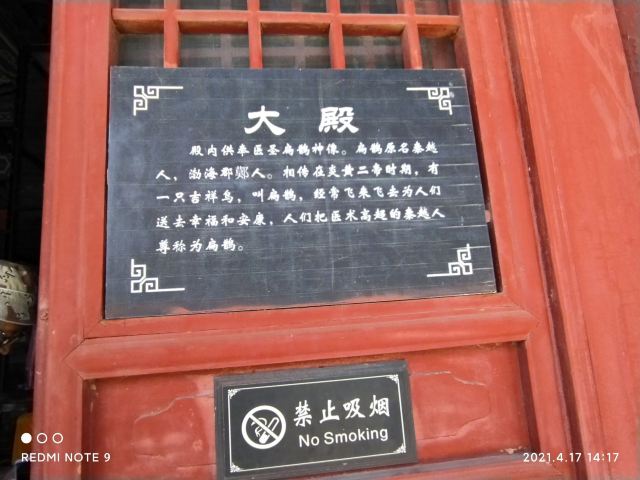 大 殿
殿内供奉医圣扁鹊神像。扁鹊原名秦越
人，渤海郡鄚人。相传在炎黄二帝时期，有
一只吉祥鸟，叫扁鹊，经常飞来飞去为人们
送去幸福和安康，人们把医术高超的秦越人
尊称为扁鹊。
禁止吸烟
No Smoking
REDMI NOTE 9
2021.4.17 14:17